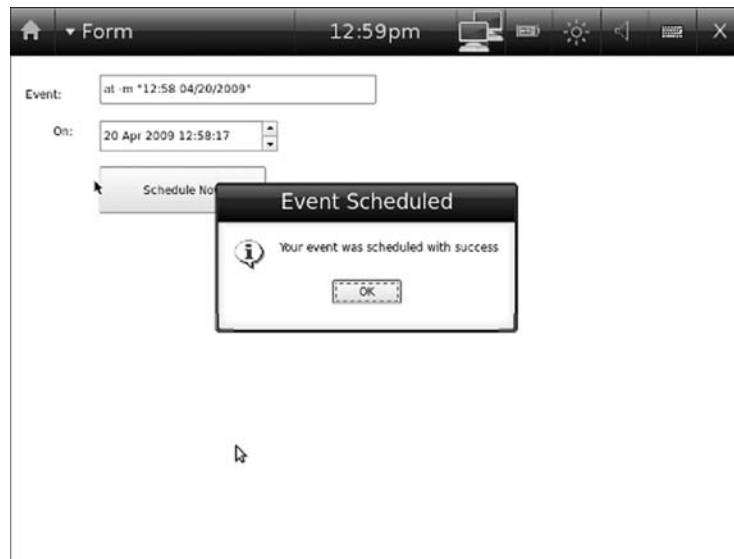 Form
12:59pm
X
Event:
at -m "12:58 04/20/2009"
On:
20 Apr 2009 12:58:17
Schedule No
Event Scheduled
Your event was scheduled with success
OK